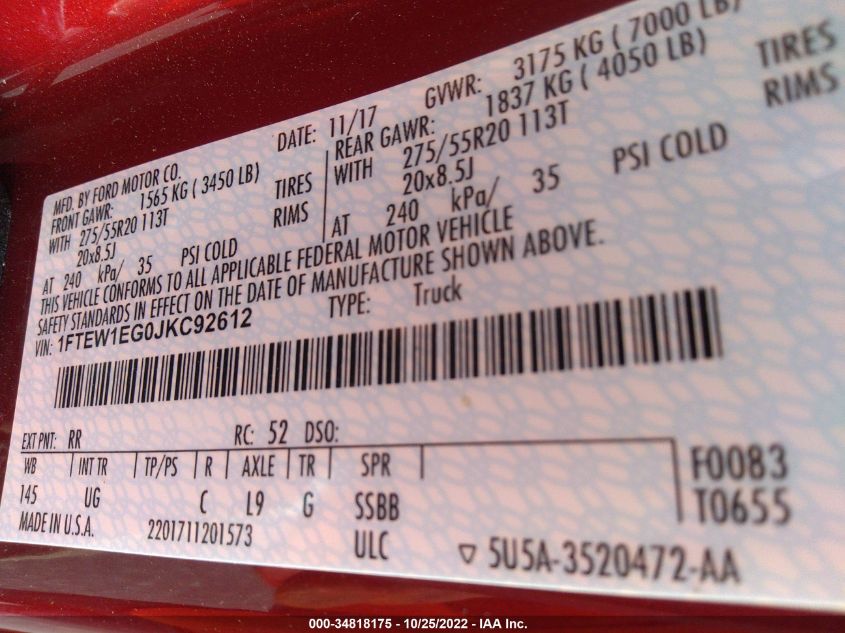 MFD. BY FORD MOTOR CO.
DATE: 11/17
GVWR: 3175 KG ( 7000 LB)
FRONT GAWR: 1565 KG ( 3450 LB)
REAR GAWR: 1837 KG ( 4050 LB)
WITH 275/55R20 113T TIRES
WITH 275/55R20 113T TIRES
20x8.5J RIMS
20x8.5J RIMS
AT 240 kPa/ 35 PSI COLD
AT 240 kPa/ 35 PSI COLD
THIS VEHICLE CONFORMS TO ALL APPLICABLE FEDERAL MOTOR VEHICLE
SAFETY STANDARDS IN EFFECT ON THE DATE OF MANUFACTURE SHOWN ABOVE.
VIN: 1FTEW1EG0JKC92612
TYPE: Truck
EXT PNT: RR RC: 52 DSO:
WB INT TR TP/PS R AXLE TR SPR
145 UG C L9 G SSBB
F0083
T0655
MADE IN U.S.A. 2201711201573 ULC ▽ 5U5A-3520472-AA
000-34818175 - 10/25/2022 - IAA Inc.